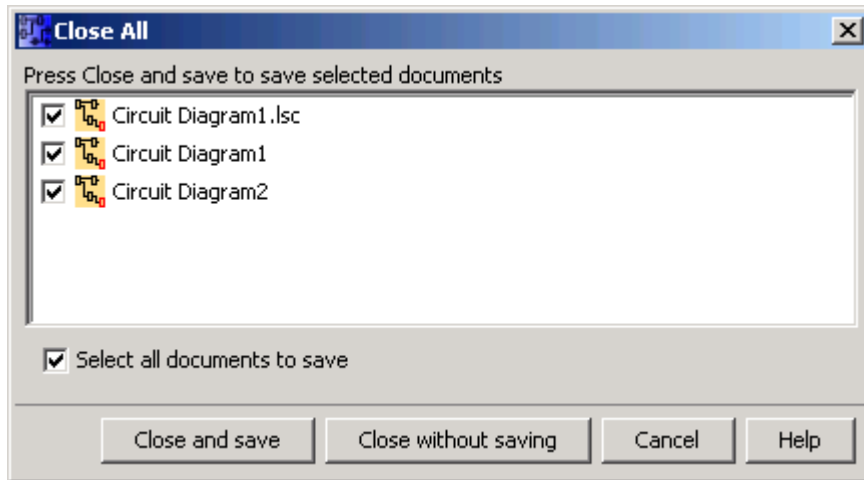 Close All
Press Close and save to save selected documents
Circuit Diagram1.lsc
Circuit Diagram1
Circuit Diagram2
Select all documents to save
Close and save Close without saving Cancel Help